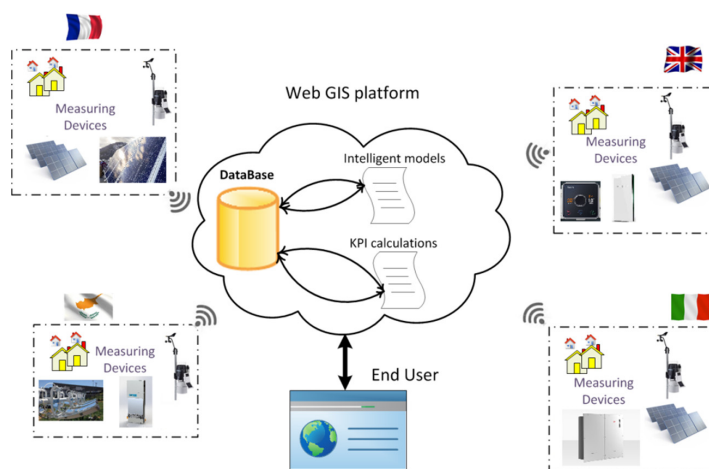 Web GIS platform
Measuring
Devices
Measuring
Devices
Intelligent models
DataBase
KPI calculations
Measuring
Devices
End User
Measuring
Devices